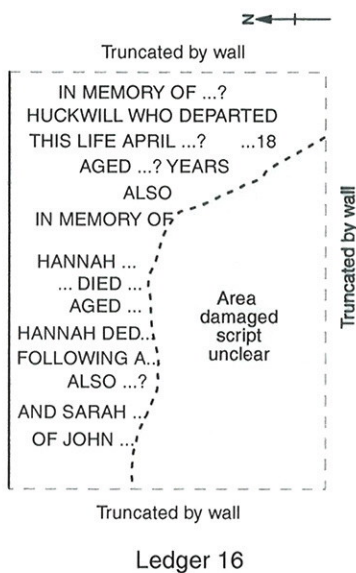 N
Truncated by wall
IN MEMORY OF ...?
HUCKWILL WHO DEPARTED
THIS LIFE APRIL ...? ...18
AGED ...? YEARS
ALSO
IN MEMORY OF
HANNAH ...
... DIED ...
AGED ...
HANNAH DED...
FOLLOWING A...
ALSO ...?
AND SARAH ...
OF JOHN ...
Area
damaged
script
unclear
Truncated by wall
Truncated by wall
Ledger 16